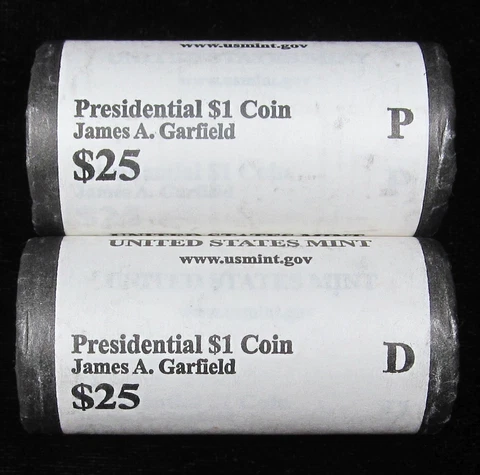 www.usmint.gov
Presidential $1 Coin
James A. Garfield
$25
P
UNITED STATES MINT
www.usmint.gov
Presidential $1 Coin
James A. Garfield
$25
D